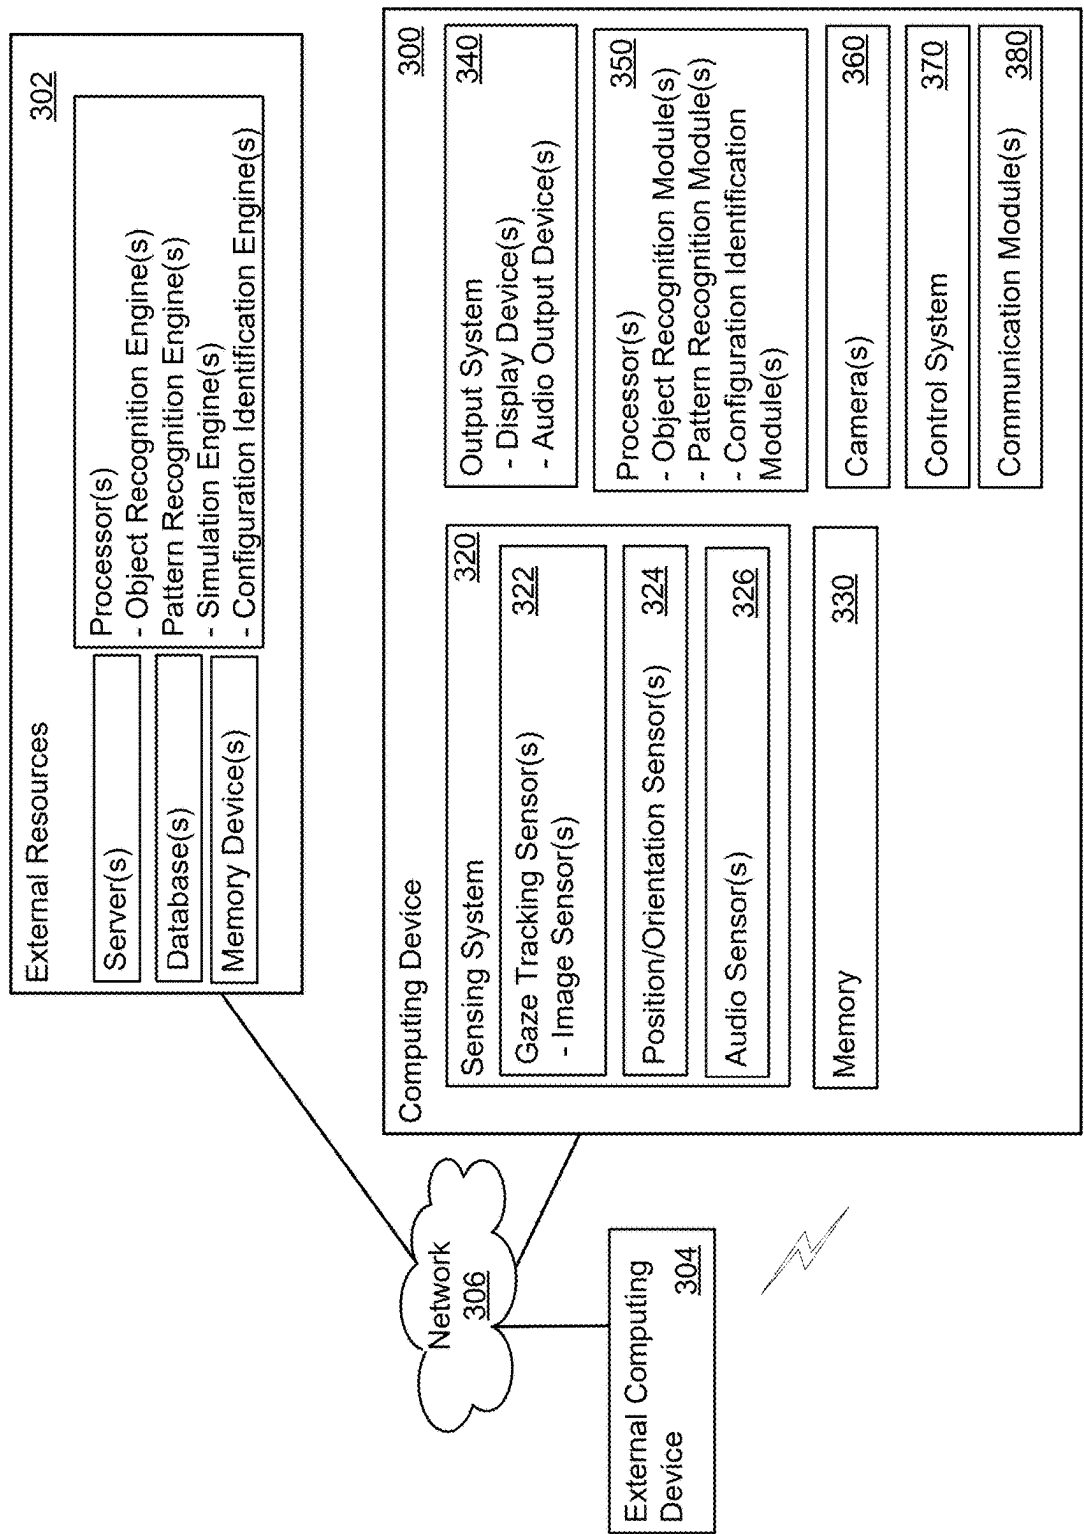 External Resources
302
Server(s)
Database(s)
Memory Device(s)
Processor(s)
- Object Recognition Engine(s)
Pattern Recognition Engine(s)
- Simulation Engine(s)
- Configuration Identification Engine(s)
Network
306
External Computing
Device
304
Computing Device
300
Sensing System
320
Gaze Tracking Sensor(s)
- Image Sensor(s)
322
Position/Orientation Sensor(s)
324
Audio Sensor(s)
326
Memory
330
Output System
340
- Display Device(s)
- Audio Output Device(s)
Processor(s)
350
- Object Recognition Module(s)
- Pattern Recognition Module(s)
- Configuration Identification
Module(s)
Camera(s)
360
Control System
370
Communication Module(s)
380